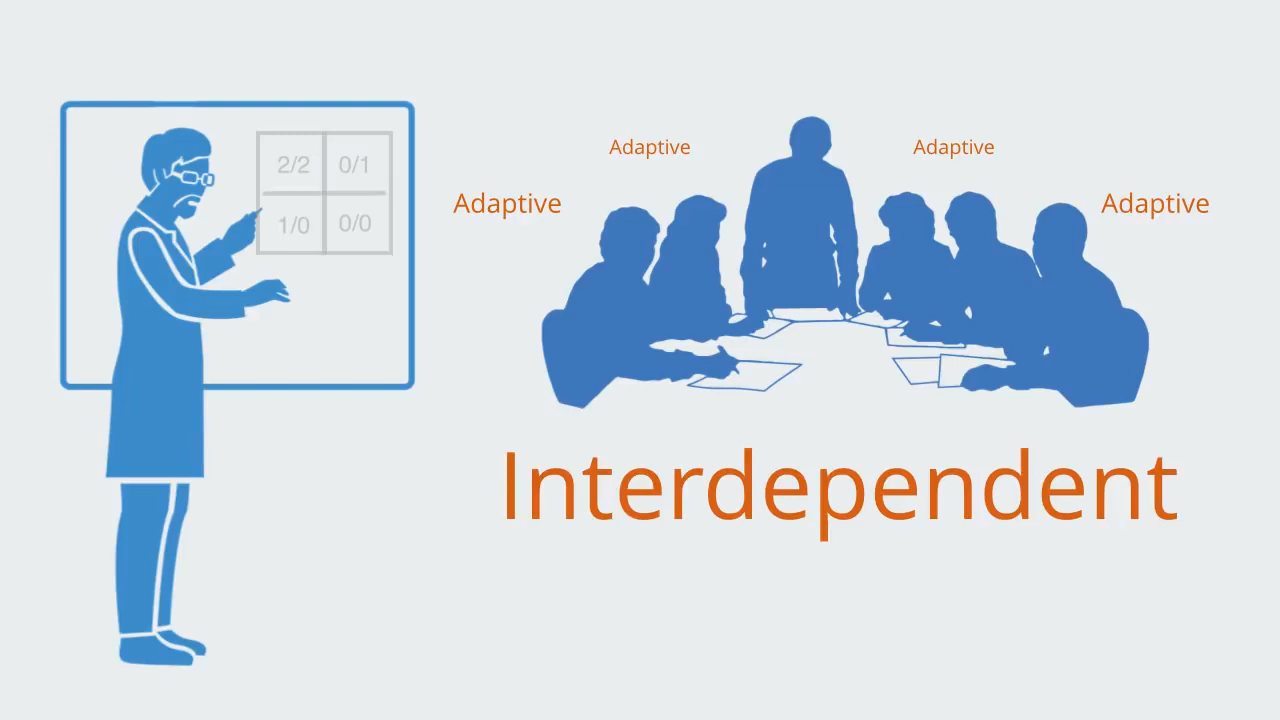 2/2 0/1
1/0 0/0
Adaptive Adaptive
Adaptive Adaptive
Interdependent